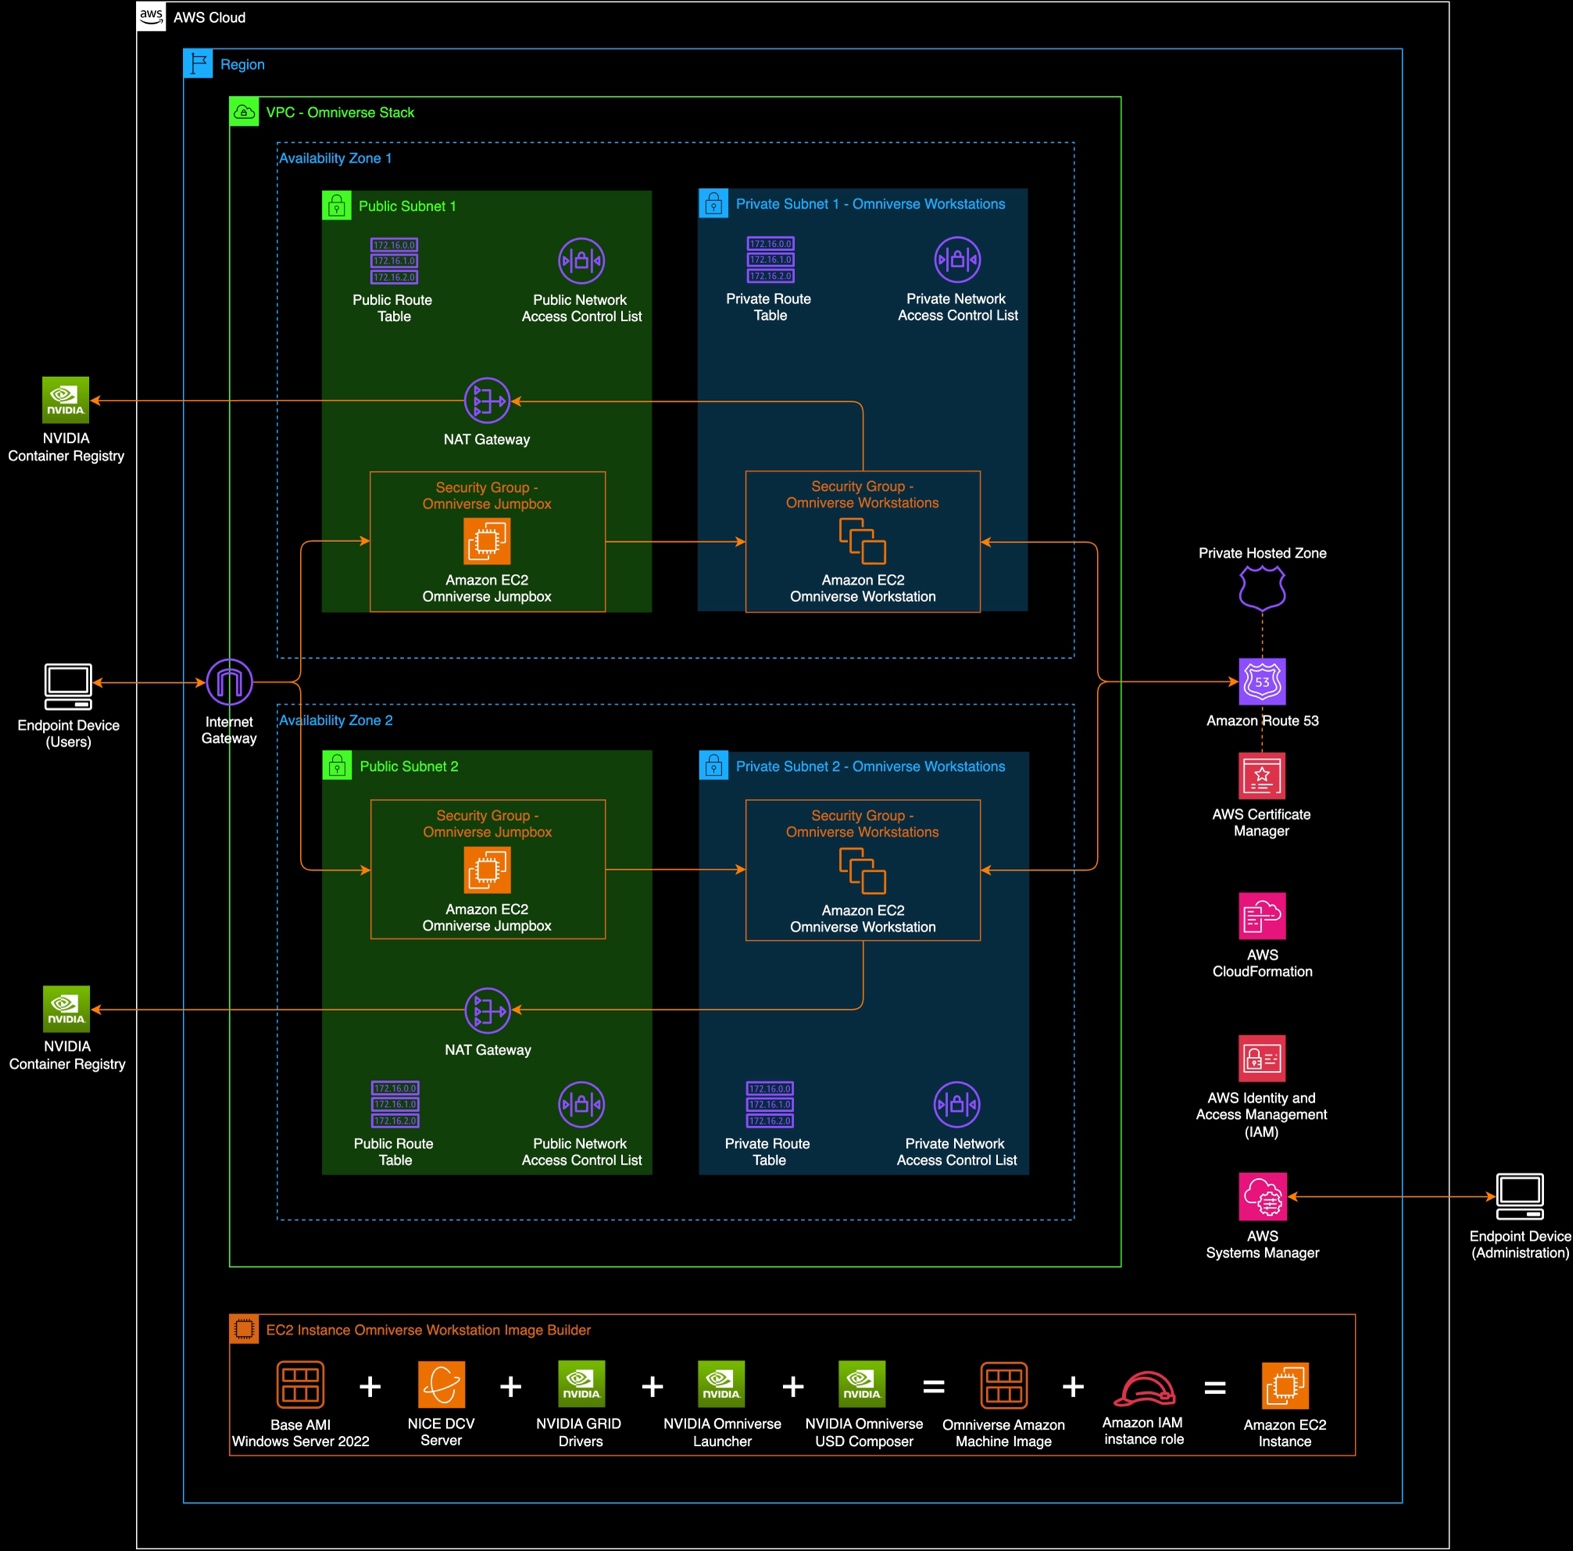 aws
AWS Cloud
Region
VPC - Omniverse Stack
Availability Zone 1
Public Subnet 1
172.16.0.0
172.16.1.0
172.16.2.0
Public Route
Table
Public Network
Access Control List
Private Subnet 1 - Omniverse Workstations
172.16.0.0
172.16.1.0
172.16.2.0
Private Route
Table
Private Network
Access Control List
NVIDIA
NVIDIA
Container Registry
NAT Gateway
Security Group -
Omniverse Jumpbox
Amazon EC2
Omniverse Jumpbox
Security Group -
Omniverse Workstations
Amazon EC2
Omniverse Workstation
Private Hosted Zone
Endpoint Device
(Users)
Internet
Gateway
53
Amazon Route 53
Availability Zone 2
Public Subnet 2
Security Group -
Omniverse Jumpbox
Amazon EC2
Omniverse Jumpbox
Private Subnet 2 - Omniverse Workstations
Security Group -
Omniverse Workstations
Amazon EC2
Omniverse Workstation
AWS Certificate
Manager
AWS
CloudFormation
NVIDIA
NVIDIA
Container Registry
NAT Gateway
172.16.0.0
172.16.1.0
172.16.2.0
Public Route
Table
Public Network
Access Control List
172.16.0.0
172.16.1.0
172.16.2.0
Private Route
Table
Private Network
Access Control List
AWS Identity and
Access Management
(IAM)
AWS
Systems Manager
Endpoint Device
(Administration)
EC2 Instance Omniverse Workstation Image Builder
Base AMI
Windows Server 2022
+
NICE DCV
Server
+
NVIDIA
NVIDIA GRID
Drivers
+
NVIDIA
NVIDIA Omniverse
Launcher
+
NVIDIA
NVIDIA Omniverse
USD Composer
=
Omniverse Amazon
Machine Image
+
Amazon IAM
instance role
=
Amazon EC2
Instance